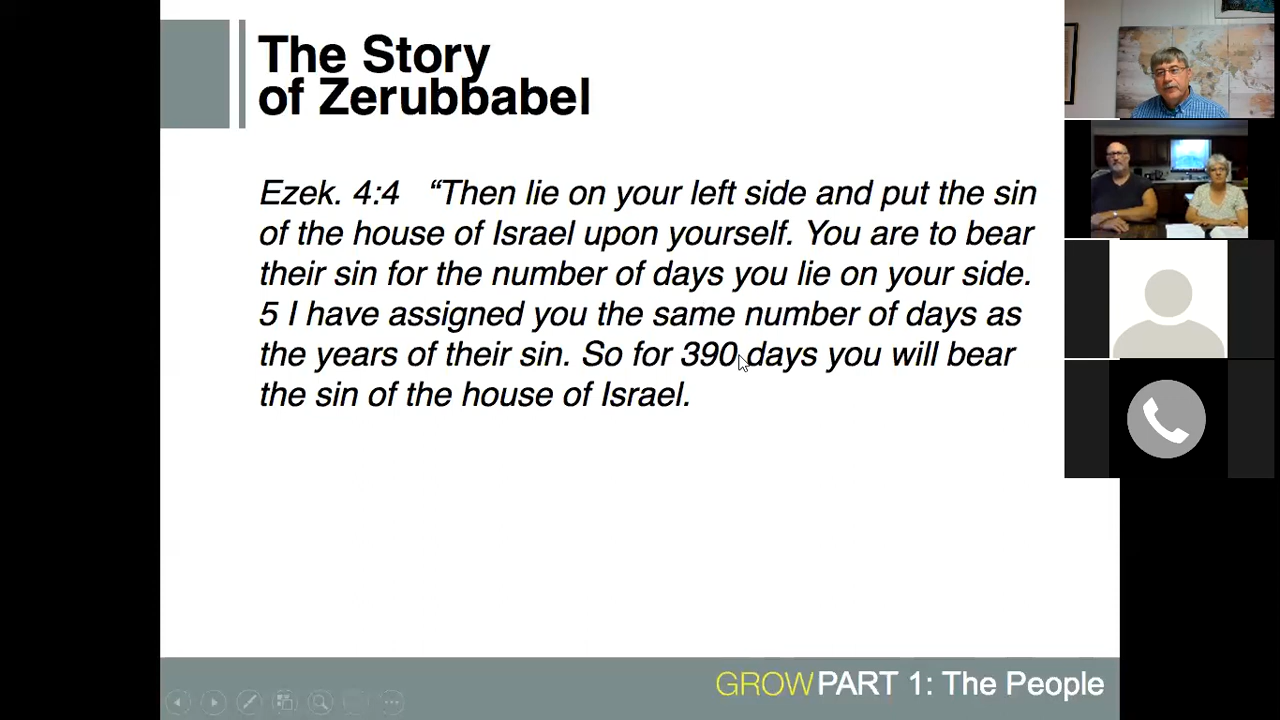 The Story
of Zerubbabel
Ezek. 4:4 “Then lie on your left side and put the sin
of the house of Israel upon yourself. You are to bear
their sin for the number of days you lie on your side.
5 I have assigned you the same number of days as
the years of their sin. So for 390 days you will bear
the sin of the house of Israel.
GROWPART 1: The People